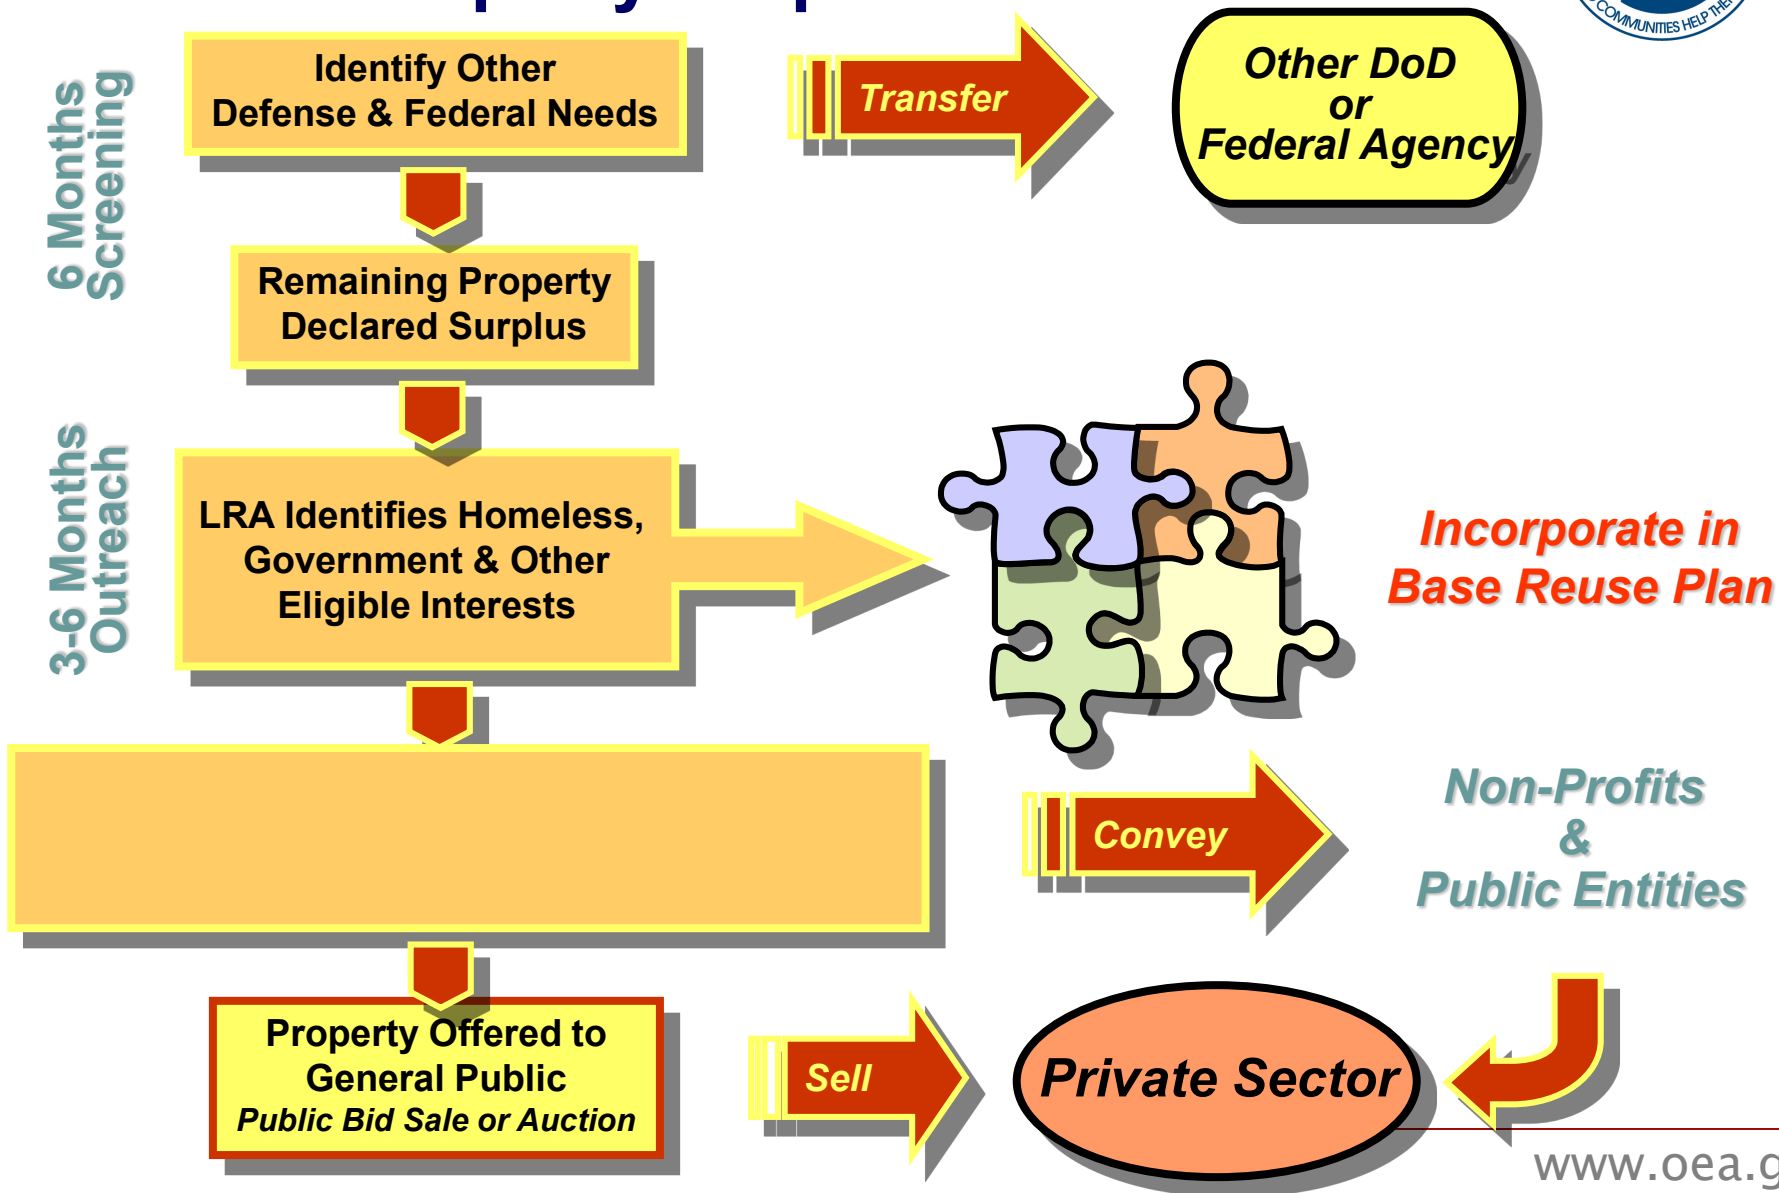 6 Months
Screening
Identify Other
Defense & Federal Needs
Transfer
Other DoD
or
Federal Agency
Remaining Property
Declared Surplus
3-6 Months
Outreach
LRA Identifies Homeless,
Government & Other
Eligible Interests
Incorporate in
Base Reuse Plan
Convey
Non-Profits
&
Public Entities
Property Offered to
General Public
Public Bid Sale or Auction
Sell
Private Sector
COMMUNITIES HELP
www.oea.g